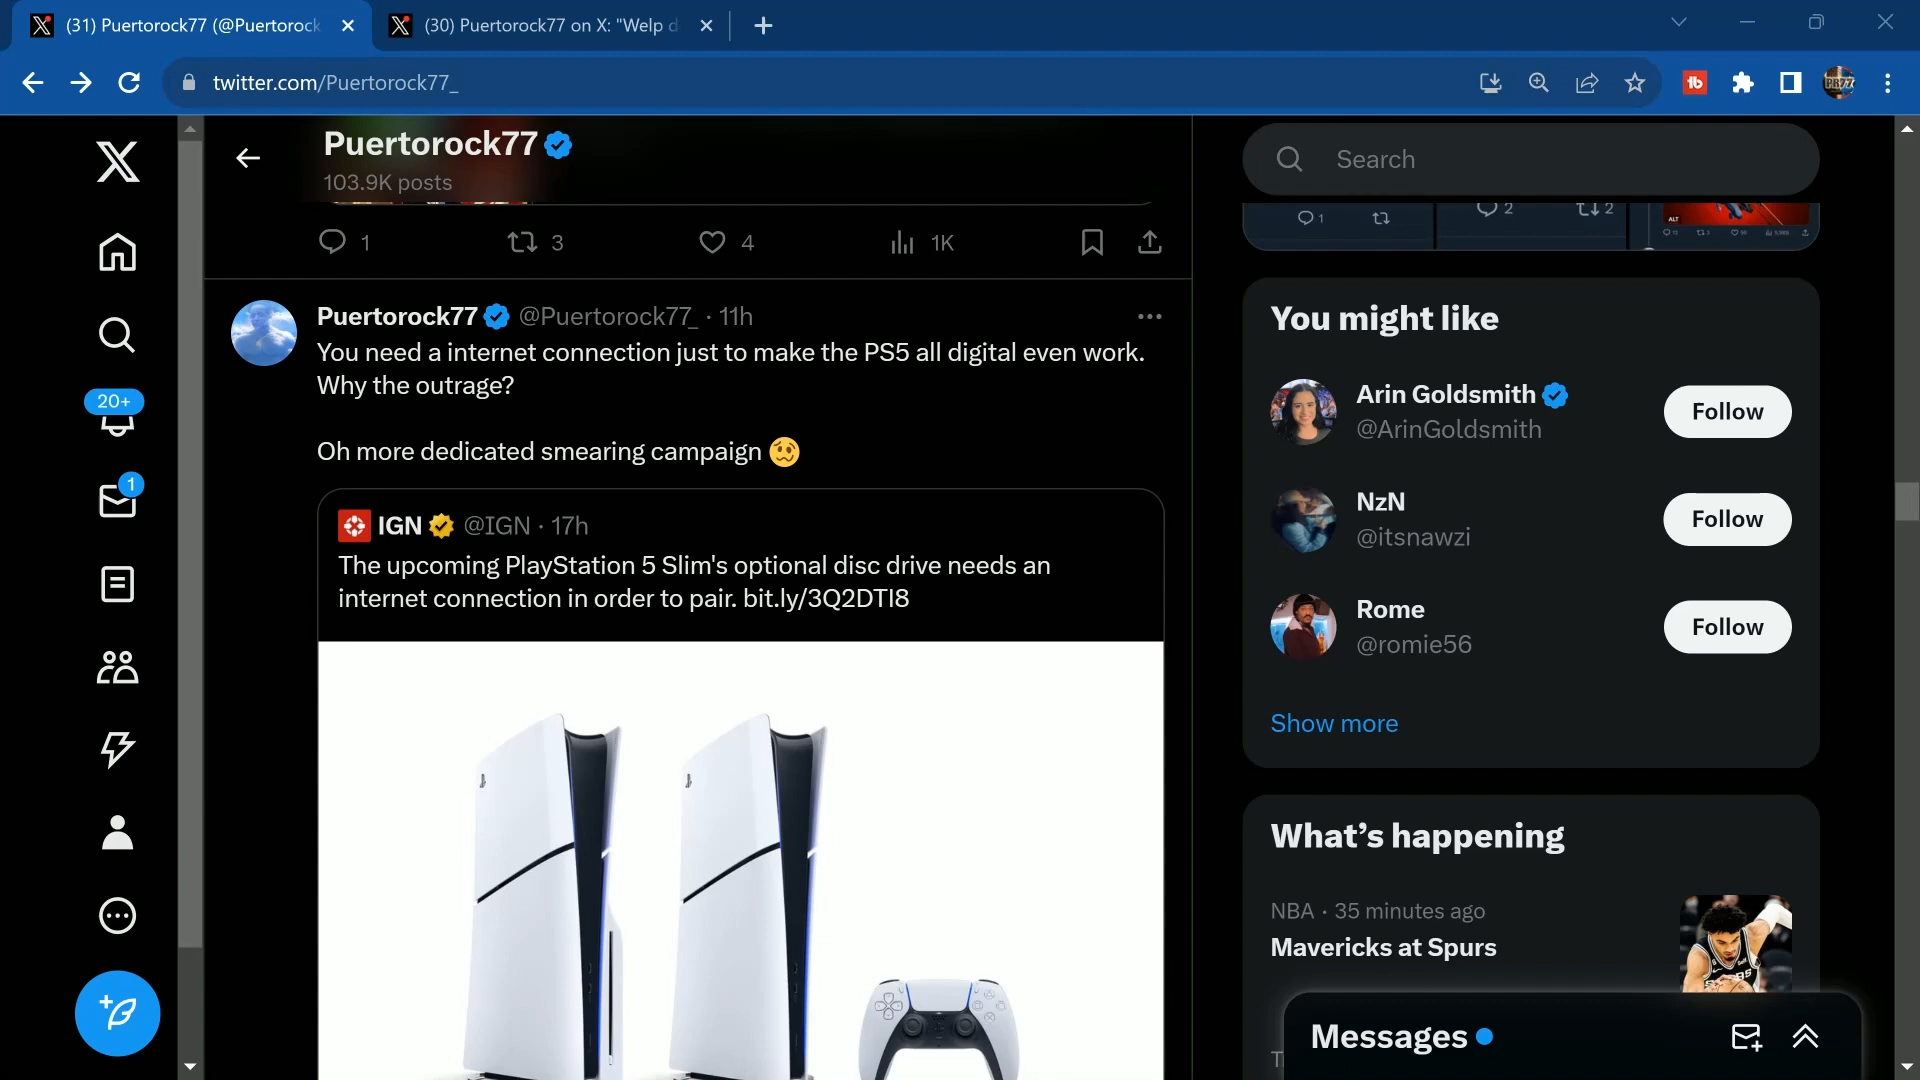 (31) Puertorock77 (@Puertorock
(30) Puertorock77 on X: "Welp d
twitter.com/Puertorock77_
Puertorock77
103.9K posts
1
3
4
1K
Puertorock77 @Puertorock77_ · 11h
You need a internet connection just to make the PS5 all digital even work.
Why the outrage?
Oh more dedicated smearing campaign
IGN @IGN · 17h
The upcoming PlayStation 5 Slim's optional disc drive needs an
internet connection in order to pair. bit.ly/3Q2DTI8
20+
1
Search
1
2
2
ALT
You might like
Arin Goldsmith
@ArinGoldsmith
Follow
NzN
@itsnawzi
Follow
Rome
@romie56
Follow
Show more
What's happening
NBA · 35 minutes ago
Mavericks at Spurs
Messages